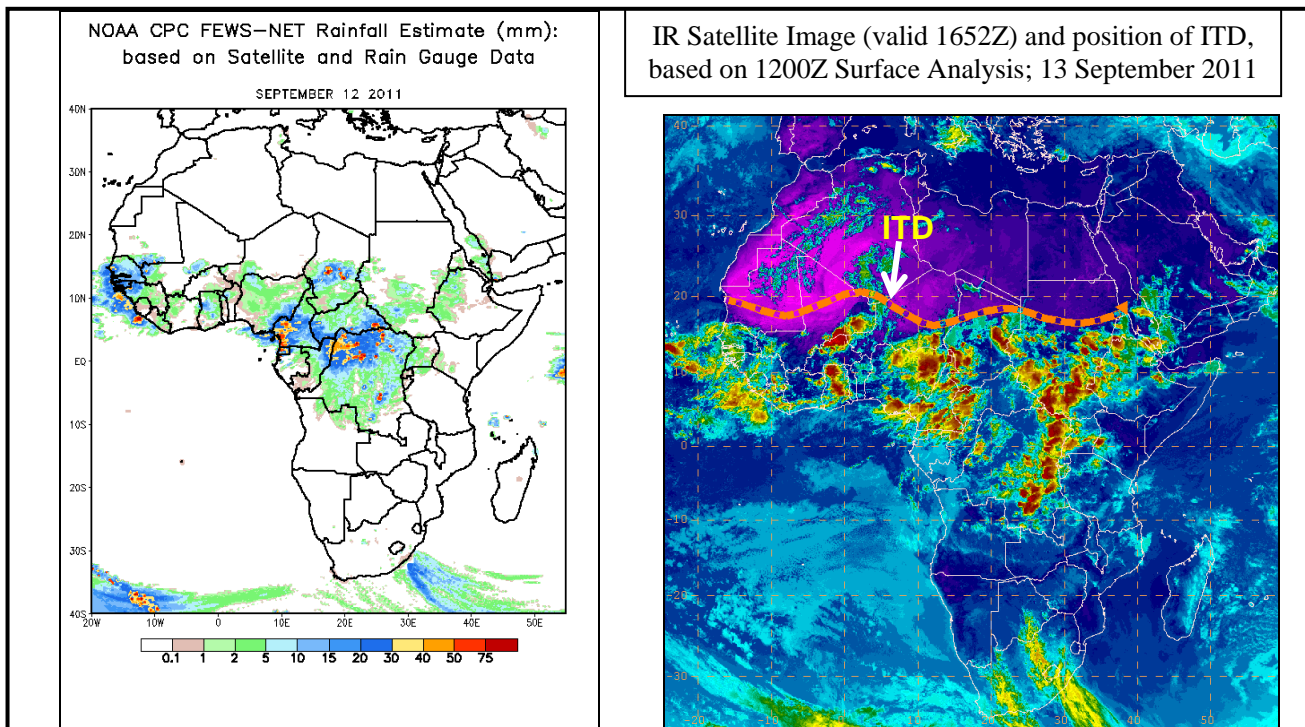 NOAA CPC FEWS-NET Rainfall Estimate (mm):
based on Satellite and Rain Gauge Data
SEPTEMBER 12 2011
40N
30N
20N
10N
EQ
10S
20S
30S
40S
20W 10W 0 10E 20E 30E 40E 50E
0.1 1 2 5 10 15 20 30 40 50 75
IR Satellite Image (valid 1652Z) and position of ITD,
based on 1200Z Surface Analysis; 13 September 2011
ITD
40
30
20
10
0
-10
-20
-30
-20 -10 0 10 20 30 40 50